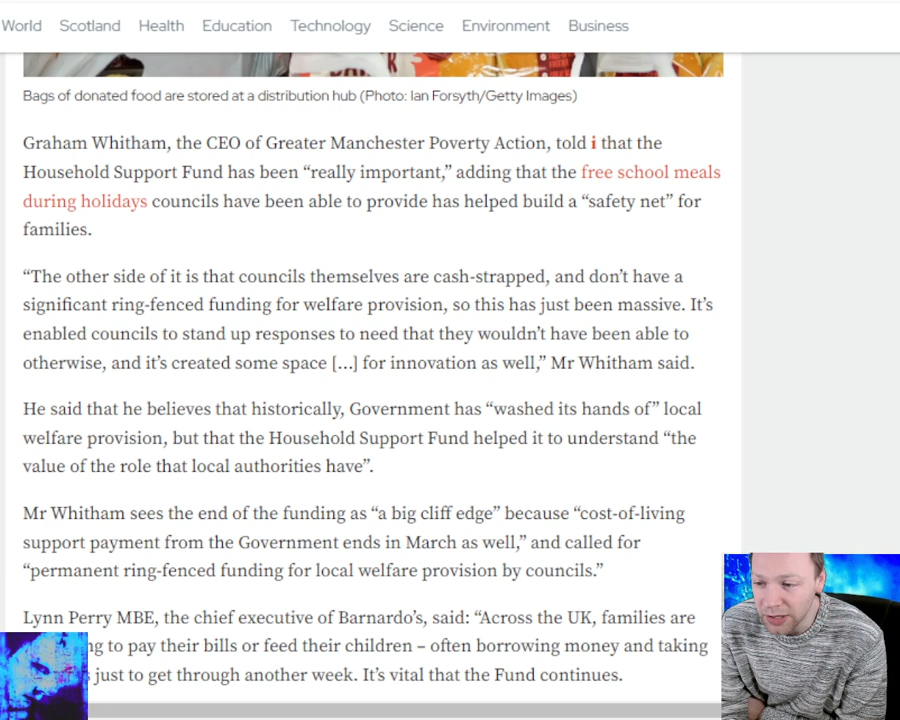 World Scotland Health Education Technology Science Environment Business
Bags of donated food are stored at a distribution hub (Photo: Ian Forsyth/Getty Images)
Graham Whitham, the CEO of Greater Manchester Poverty Action, told i that the
Household Support Fund has been “really important,” adding that the free school meals
during holidays councils have been able to provide has helped build a “safety net” for
families.
“The other side of it is that councils themselves are cash-strapped, and don’t have a
significant ring-fenced funding for welfare provision, so this has just been massive. It’s
enabled councils to stand up responses to need that they wouldn’t have been able to
otherwise, and it’s created some space […] for innovation as well,” Mr Whitham said.
He said that he believes that historically, Government has “washed its hands of” local
welfare provision, but that the Household Support Fund helped it to understand “the
value of the role that local authorities have”.
Mr Whitham sees the end of the funding as “a big cliff edge” because “cost-of-living
support payment from the Government ends in March as well,” and called for
“permanent ring-fenced funding for local welfare provision by councils.”
Lynn Perry MBE, the chief executive of Barnardo’s, said: “Across the UK, families are
to pay their bills or feed their children – often borrowing money and taking
just to get through another week. It’s vital that the Fund continues.